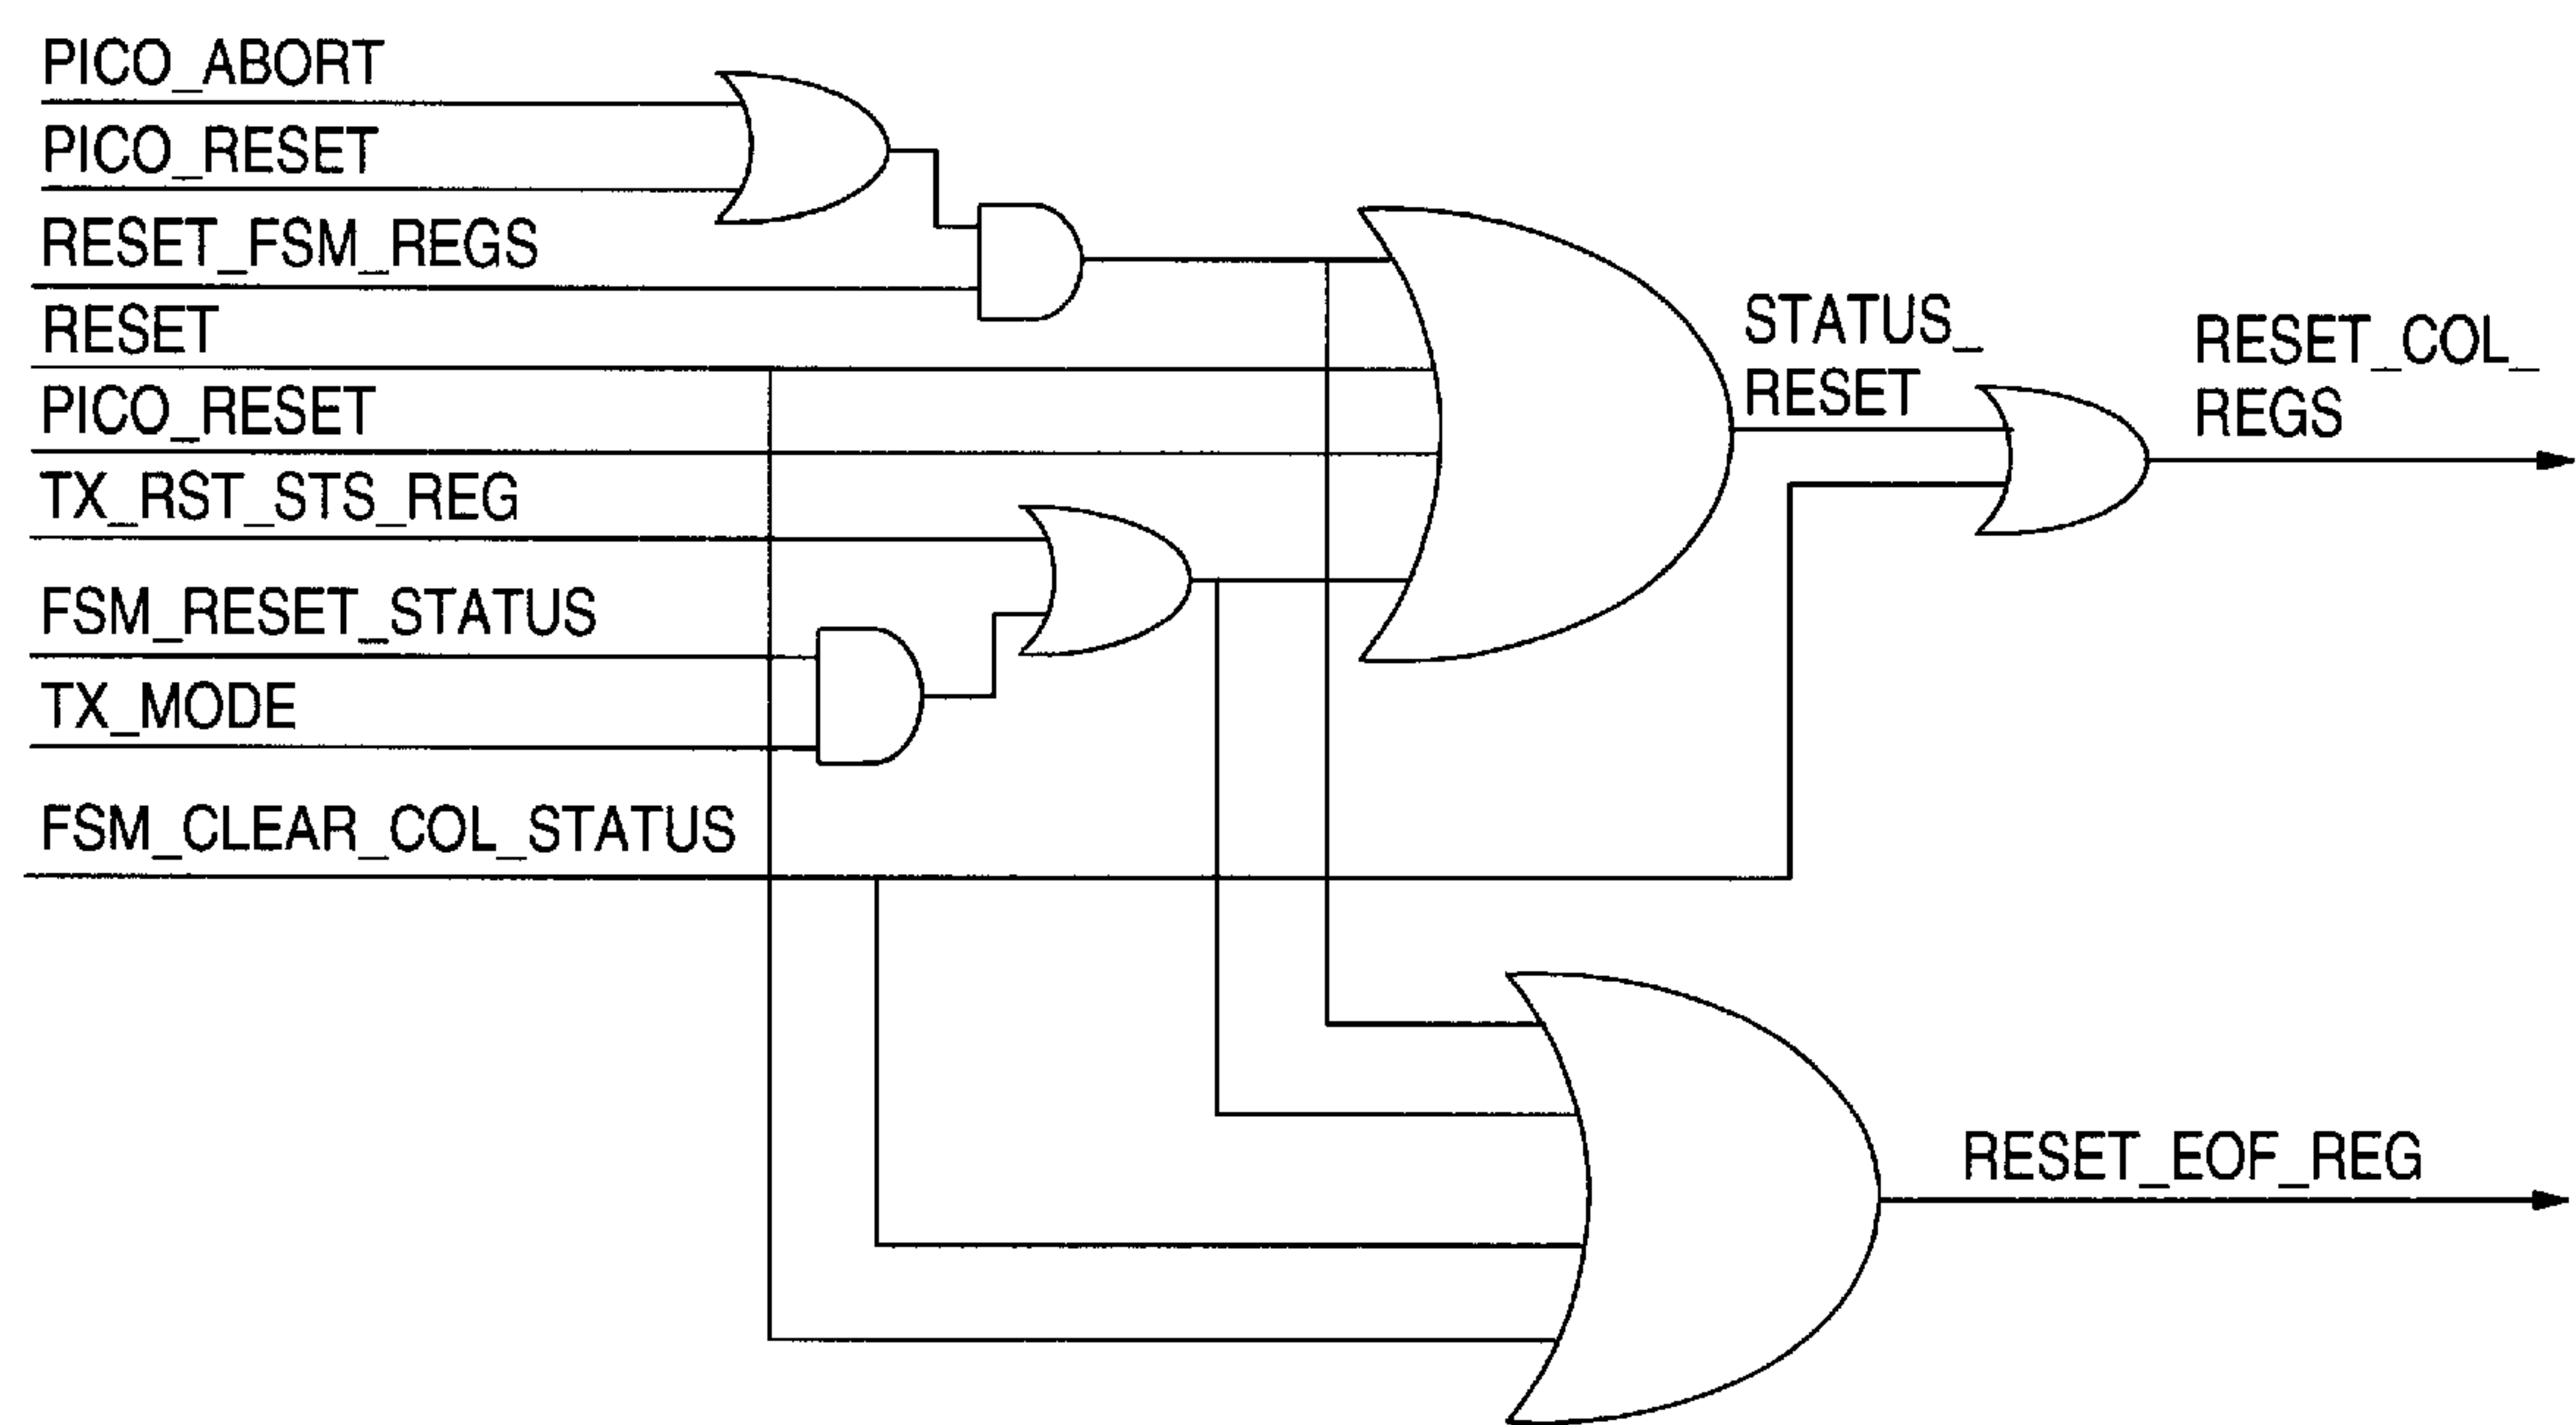 PICO_ABORT
PICO_RESET
RESET_FSM_REGS
RESET
PICO_RESET
TX_RST_STS_REG
FSM_RESET_STATUS
TX_MODE
FSM_CLEAR_COL_STATUS
STATUS_
RESET
RESET_COL_
REGS
RESET_EOF_REG